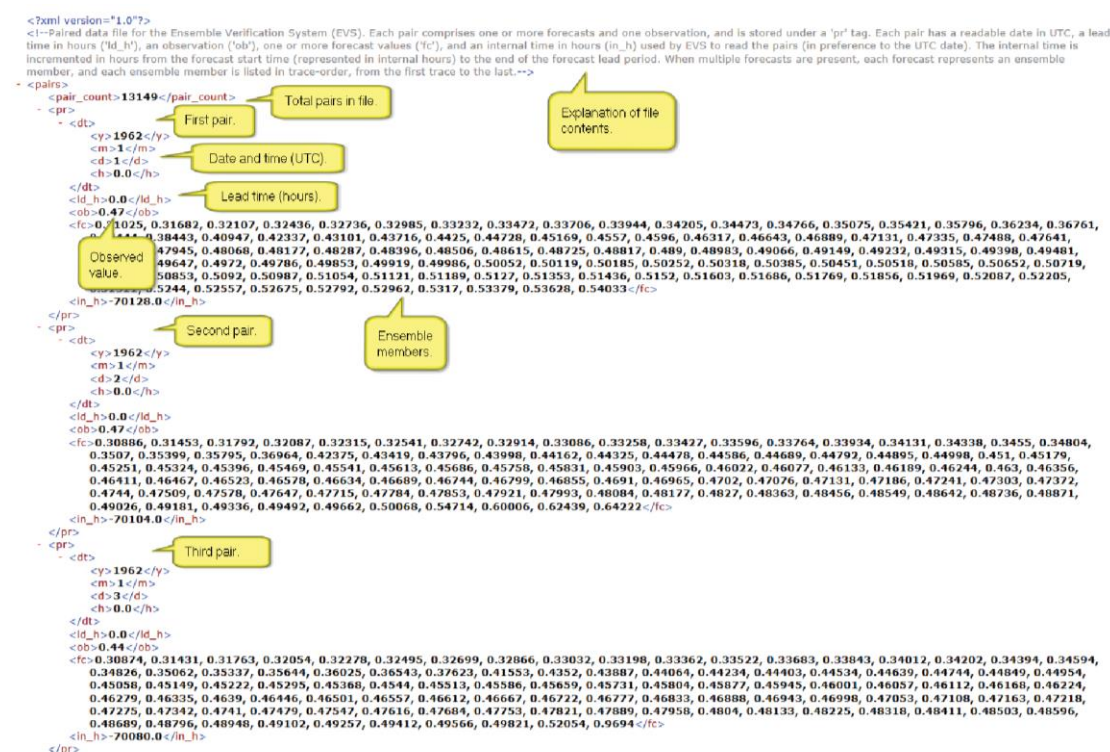 <?xml version="1.0"?>
<!--Paired data file for the Ensemble Verification System (EVS). Each pair comprises one or more forecasts and one observation, and is stored under a 'pr' tag. Each pair has a readable date in UTC, a lead
time in hours ('ld_h'), an observation ('ob'), one or more forecast values ('fc'), and an internal time in hours (in_h) used by EVS to read the pairs (in preference to the UTC date). The internal time is
incremented in hours from the forecast start time (represented in internal hours) to the end of the forecast lead period. When multiple forecasts are present, each forecast represents an ensemble
member, and each ensemble member is listed in trace-order, from the first trace to the last.-->
- <pairs>
<pair_count>13149</pair_count>
Total pairs in file.
Explanation of file
contents.
- <pr>
First pair.
- <dt>
<y>1962</y>
<m>1</m>
<d>1</d>
Date and time (UTC).
<h>0.0</h>
</dt>
<ld_h>0.0</ld_h>
Lead time (hours).
<ob>0.47</ob>
<fc>0.31025, 0.31682, 0.32107, 0.32436, 0.32736, 0.32985, 0.33232, 0.33472, 0.33706, 0.33944, 0.34205, 0.34473, 0.34766, 0.35075, 0.35421, 0.35796, 0.36234, 0.36761,
0.38443, 0.40947, 0.42337, 0.43101, 0.43716, 0.4425, 0.44728, 0.45169, 0.4557, 0.4596, 0.46317, 0.46643, 0.46889, 0.47131, 0.47335, 0.47488, 0.47641,
47945, 0.48068, 0.48177, 0.48287, 0.48396, 0.48506, 0.48615, 0.48725, 0.48817, 0.489, 0.48983, 0.49066, 0.49149, 0.49232, 0.49315, 0.49398, 0.49481,
49647, 0.4972, 0.49786, 0.49853, 0.49919, 0.49986, 0.50052, 0.50119, 0.50185, 0.50252, 0.50318, 0.50385, 0.50451, 0.50518, 0.50585, 0.50652, 0.50719,
50853, 0.5092, 0.50987, 0.51054, 0.51121, 0.51189, 0.5127, 0.51353, 0.51436, 0.5152, 0.51603, 0.51686, 0.51769, 0.51856, 0.51969, 0.52087, 0.52205,
0.5244, 0.52557, 0.52675, 0.52792, 0.52962, 0.5317, 0.53379, 0.53628, 0.54033</fc>
Observed
value.
<in_h>-70128.0</in_h>
</pr>
Ensemble
members.
- <pr>
Second pair.
- <dt>
<y>1962</y>
<m>1</m>
<d>2</d>
<h>0.0</h>
</dt>
<ld_h>0.0</ld_h>
<ob>0.47</ob>
<fc>0.30886, 0.31453, 0.31792, 0.32087, 0.32315, 0.32541, 0.32742, 0.32914, 0.33086, 0.33258, 0.33427, 0.33596, 0.33764, 0.33934, 0.34131, 0.34338, 0.3455, 0.34804,
0.3507, 0.35399, 0.35795, 0.36964, 0.42375, 0.43419, 0.43796, 0.43998, 0.44162, 0.44325, 0.44478, 0.44586, 0.44689, 0.44792, 0.44895, 0.44998, 0.451, 0.45179,
0.45251, 0.45324, 0.45396, 0.45469, 0.45541, 0.45613, 0.45686, 0.45758, 0.45831, 0.45903, 0.45966, 0.46022, 0.46077, 0.46133, 0.46189, 0.46244, 0.463, 0.46356,
0.46411, 0.46467, 0.46523, 0.46578, 0.46634, 0.46689, 0.46744, 0.46799, 0.46855, 0.4691, 0.46965, 0.4702, 0.47076, 0.47131, 0.47186, 0.47241, 0.47303, 0.47372,
0.4744, 0.47509, 0.47578, 0.47647, 0.47715, 0.47784, 0.47853, 0.47921, 0.47993, 0.48084, 0.48177, 0.4827, 0.48363, 0.48456, 0.48549, 0.48642, 0.48736, 0.48871,
0.49026, 0.49181, 0.49336, 0.49492, 0.49662, 0.50068, 0.54714, 0.60006, 0.62439, 0.64222</fc>
<in_h>-70104.0</in_h>
</pr>
- <pr>
Third pair.
- <dt>
<y>1962</y>
<m>1</m>
<d>3</d>
<h>0.0</h>
</dt>
<ld_h>0.0</ld_h>
<ob>0.44</ob>
<fc>0.30874, 0.31431, 0.31763, 0.32054, 0.32278, 0.32495, 0.32699, 0.32866, 0.33032, 0.33198, 0.33362, 0.33522, 0.33683, 0.33843, 0.34012, 0.34202, 0.34394, 0.34594,
0.34826, 0.35062, 0.35337, 0.35644, 0.36025, 0.36543, 0.37623, 0.41553, 0.4352, 0.43887, 0.44064, 0.44234, 0.44403, 0.44534, 0.44639, 0.44744, 0.44849, 0.44954,
0.45058, 0.45149, 0.45222, 0.45295, 0.45368, 0.4544, 0.45513, 0.45586, 0.45659, 0.45731, 0.45804, 0.45877, 0.45945, 0.46001, 0.46057, 0.46112, 0.46168, 0.46224,
0.46279, 0.46335, 0.4639, 0.46446, 0.46501, 0.46557, 0.46612, 0.46667, 0.46722, 0.46777, 0.46833, 0.46888, 0.46943, 0.46998, 0.47053, 0.47108, 0.47163, 0.47218,
0.47275, 0.47342, 0.4741, 0.47479, 0.47547, 0.47616, 0.47684, 0.47753, 0.47821, 0.47889, 0.47958, 0.4804, 0.48133, 0.48225, 0.48318, 0.48411, 0.48503, 0.48596,
0.48689, 0.48796, 0.48948, 0.49102, 0.49257, 0.49412, 0.49566, 0.49821, 0.52054, 0.9694</fc>
<in_h>-70080.0</in_h>
</pr>